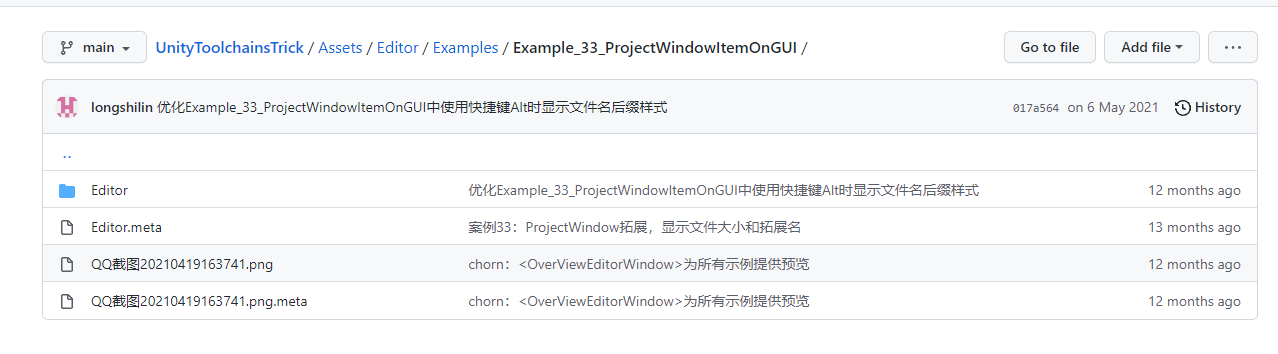 main UnityToolchainsTrick / Assets / Editor / Examples / Example_33_ProjectWindowItemOnGUI / Go to file Add file ...
longshilin 优化Example_33_ProjectWindowItemOnGUI中使用快捷键Alt时显示文件名后缀样式 017a564 on 6 May 2021 History
..
Editor 优化Example_33_ProjectWindowItemOnGUI中使用快捷键Alt时显示文件名后缀样式 12 months ago
Editor.meta 案例33：ProjectWindow拓展，显示文件大小和拓展名 13 months ago
QQ截图20210419163741.png chorn：<OverViewEditorWindow>为所有示例提供预览 12 months ago
QQ截图20210419163741.png.meta chorn：<OverViewEditorWindow>为所有示例提供预览 12 months ago